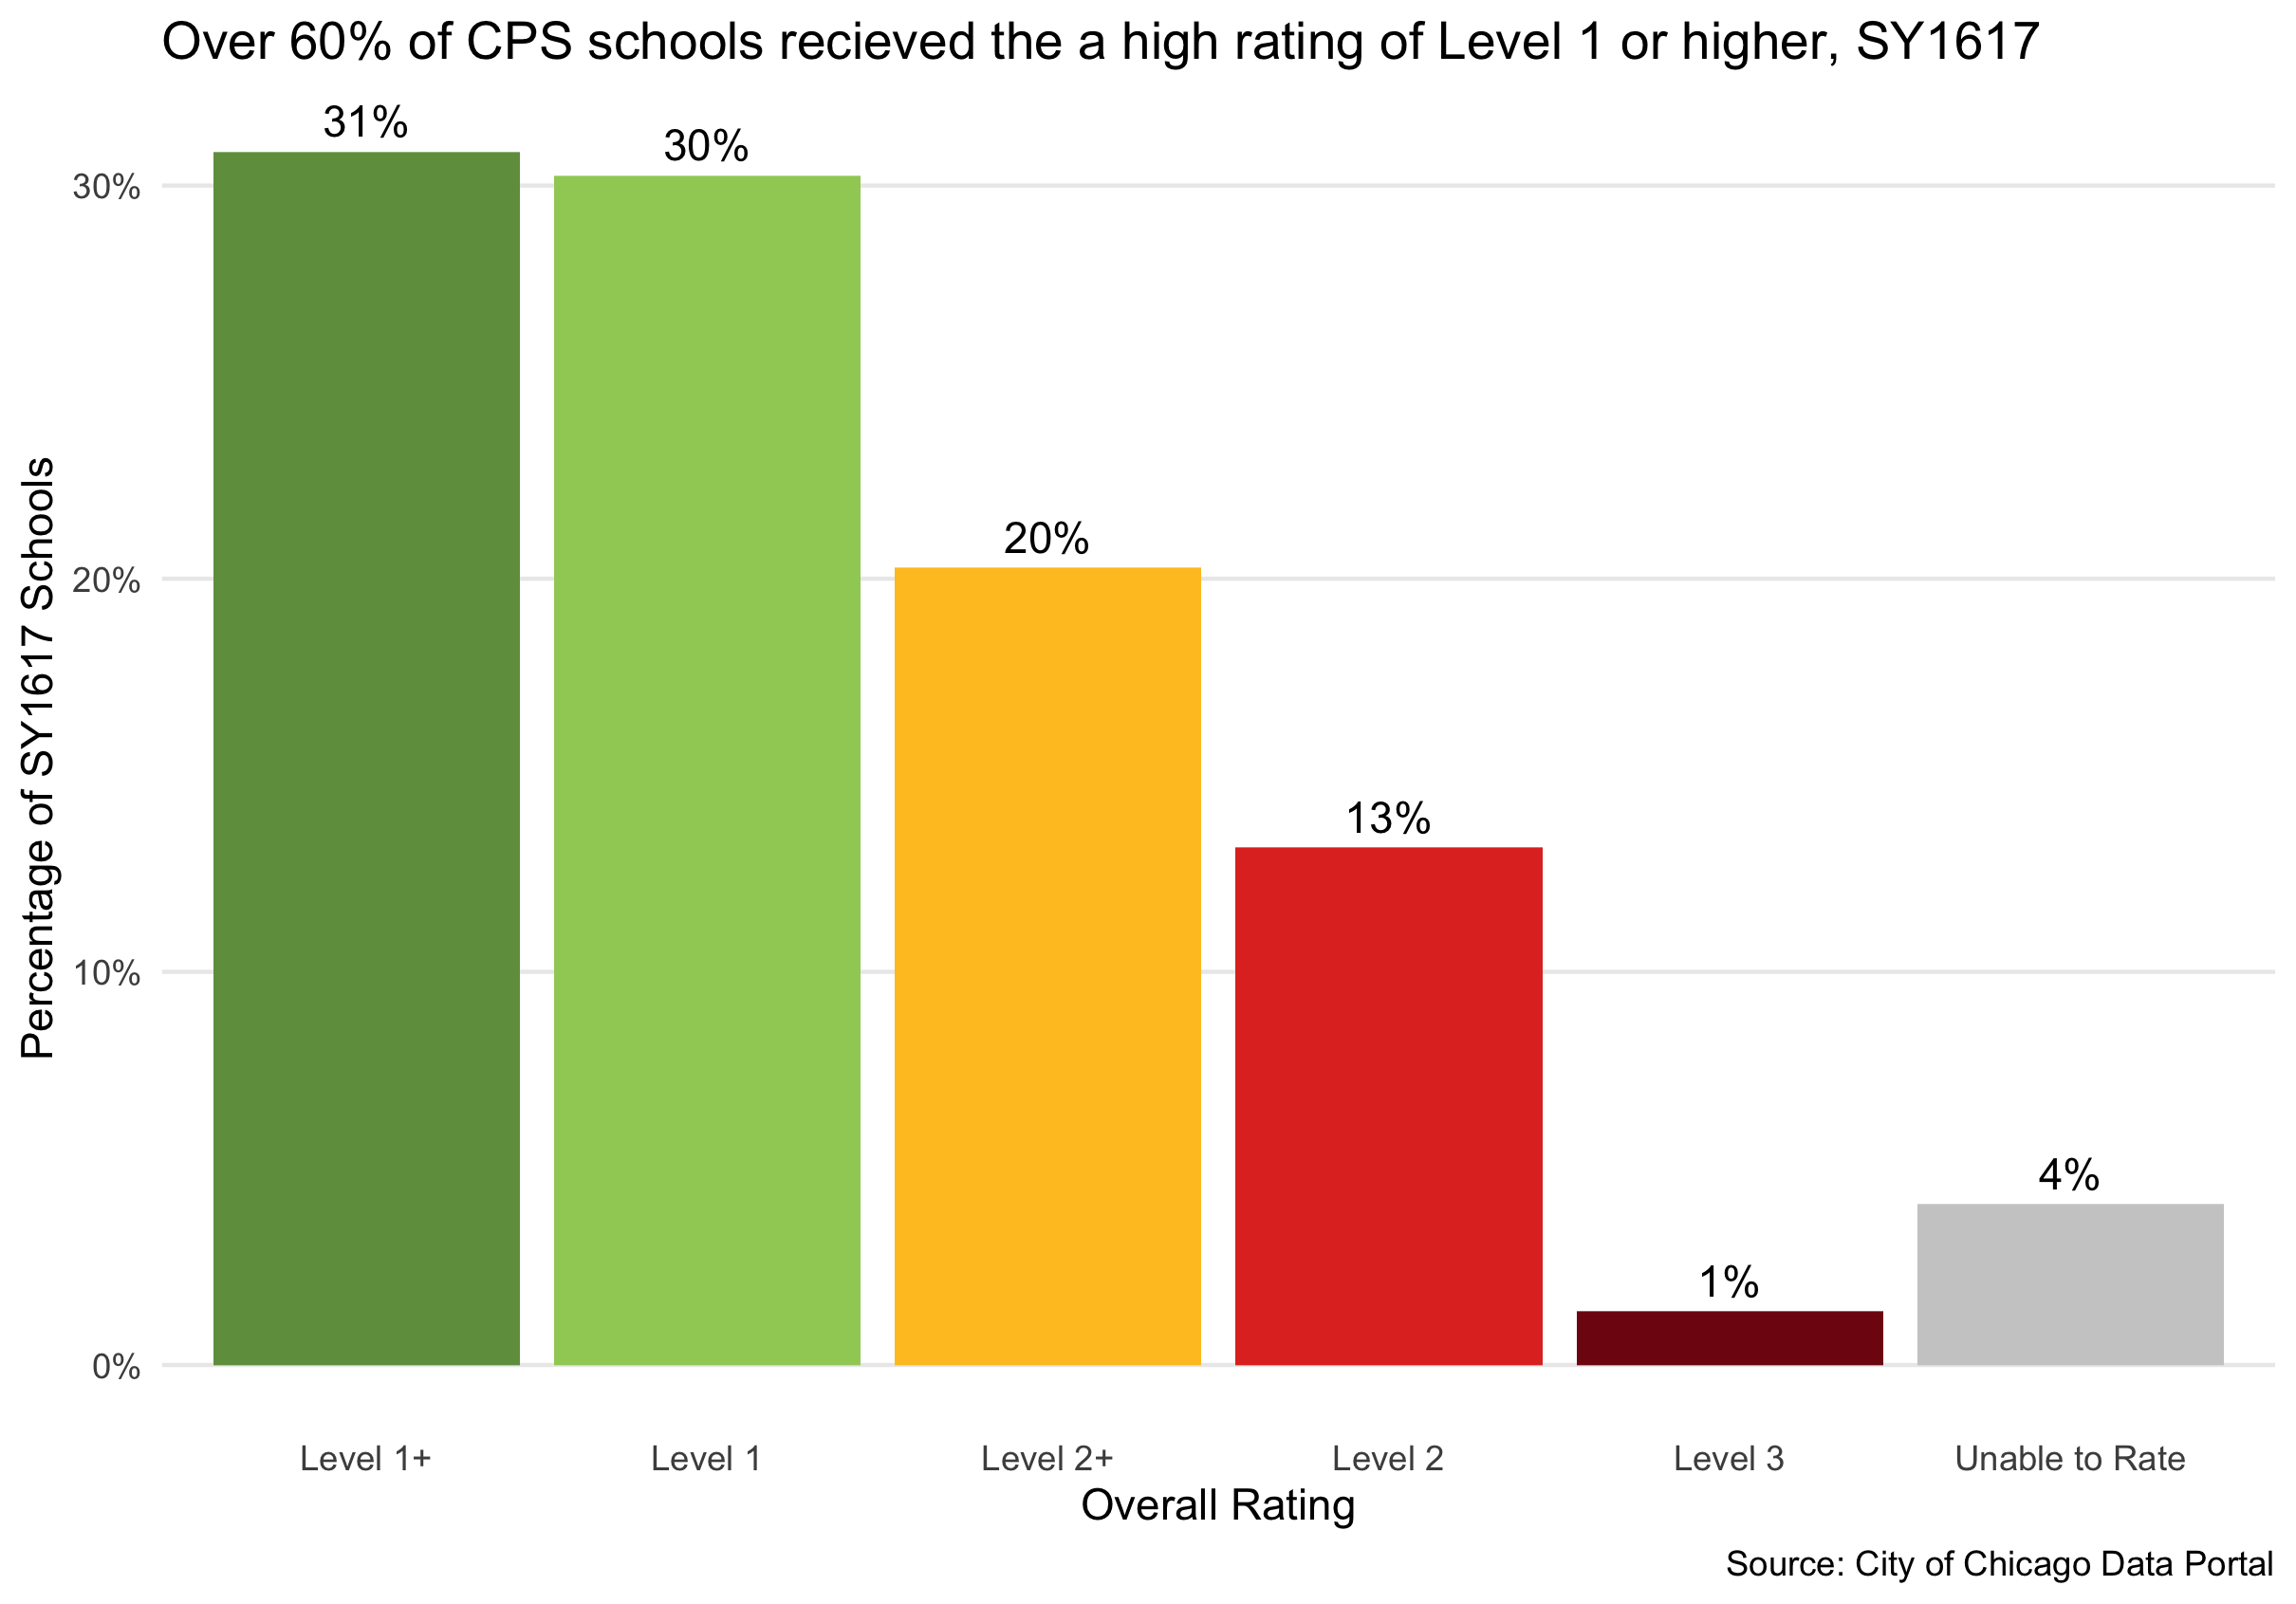 Over 60% of CPS schools recieved the a high rating of Level 1 or higher, SY1617
Percentage of SY1617 Schools
30%
20%
10%
0%
31%
30%
20%
13%
1%
4%
Level 1+
Level 1
Level 2+
Level 2
Level 3
Unable to Rate
Overall Rating
Source: City of Chicago Data Portal